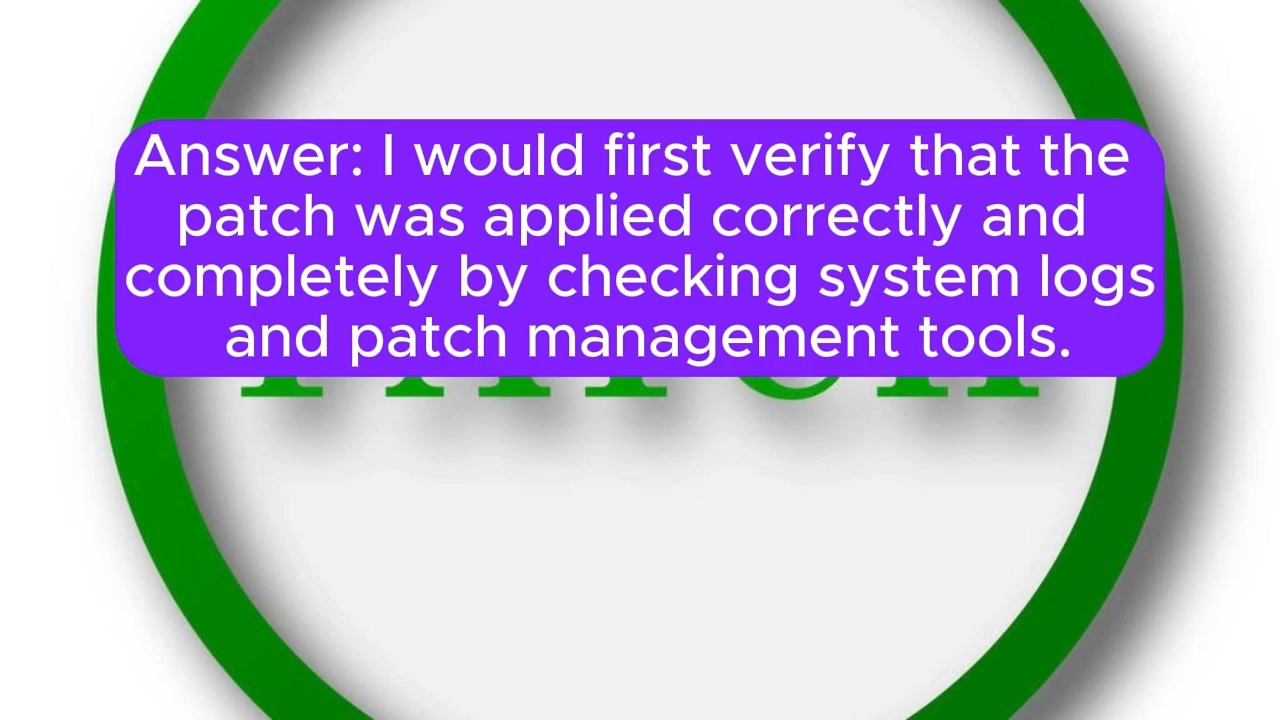 Answer: I would first verify that the
patch was applied correctly and
completely by checking system logs
and patch management tools.